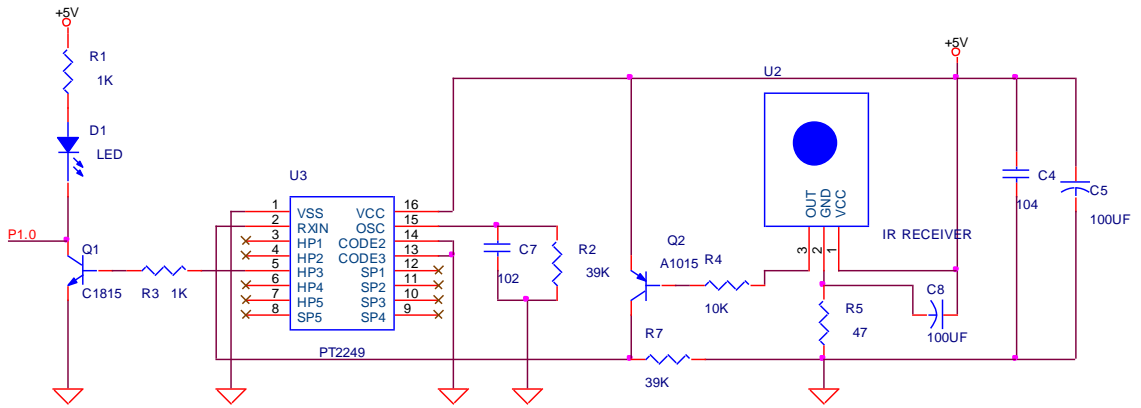 +5V
R1
1K
D1
LED
P1.0
Q1
C1815
R3
1K
U3
1
2
3
4
5
6
7
8
VSS
RXIN
HP1
HP2
HP3
HP4
HP5
SP5
VCC
OSC
CODE2
CODE3
SP1
SP2
SP3
SP4
16
15
14
13
12
11
10
9
PT2249
C7
102
R2
39K
Q2
A1015
R4
10K
R7
39K
U2
OUT
GND
VCC
3
2
1
IR RECEIVER
R5
47
C8
100UF
+5V
C4
104
C5
100UF